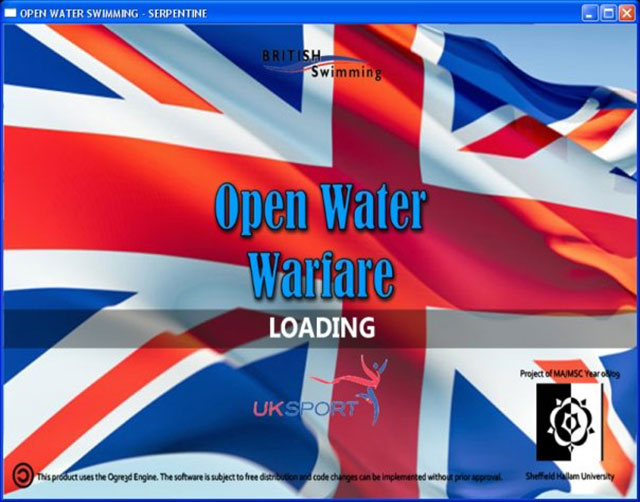 OPEN WATER SWIMMING - SERPENTINE
BRITISH
Swimming
Open Water
Warfare
LOADING
UK SPORT
Project of MA/MSC Year 08/09
Sheffield Hallam University
This product uses the Ogre3d Engine. The software is subject to free distribution and code changes can be implemented without prior approval.